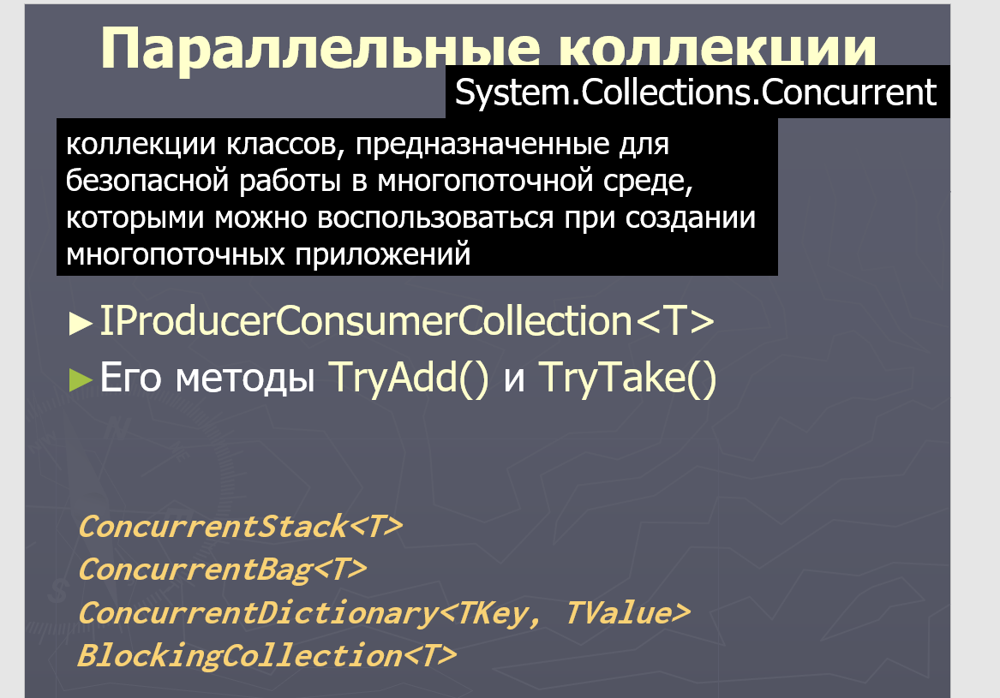 Параллельные коллекции
System.Collections.Concurrent
коллекции классов, предназначенные для
безопасной работы в многопоточной среде,
которыми можно воспользоваться при создании
многопоточных приложений
►IProducerConsumerCollection<T>
►Его методы TryAdd() и TryTake()
ConcurrentStack<T>
ConcurrentBag<T>
ConcurrentDictionary<TKey, TValue>
BlockingCollection<T>